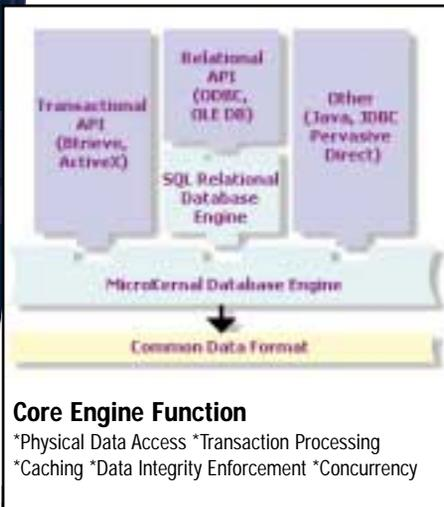 Transactional
API
(Btrieve,
ActiveX)
Relational
API
(ODBC,
OLE DB)
SQL Relational
Database
Engine
Other
(Java, JDBC
Pervasive
Direct)
MicroKernel Database Engine
Common Data Format
Core Engine Function
*Physical Data Access *Transaction Processing
*Caching *Data Integrity Enforcement *Concurrency